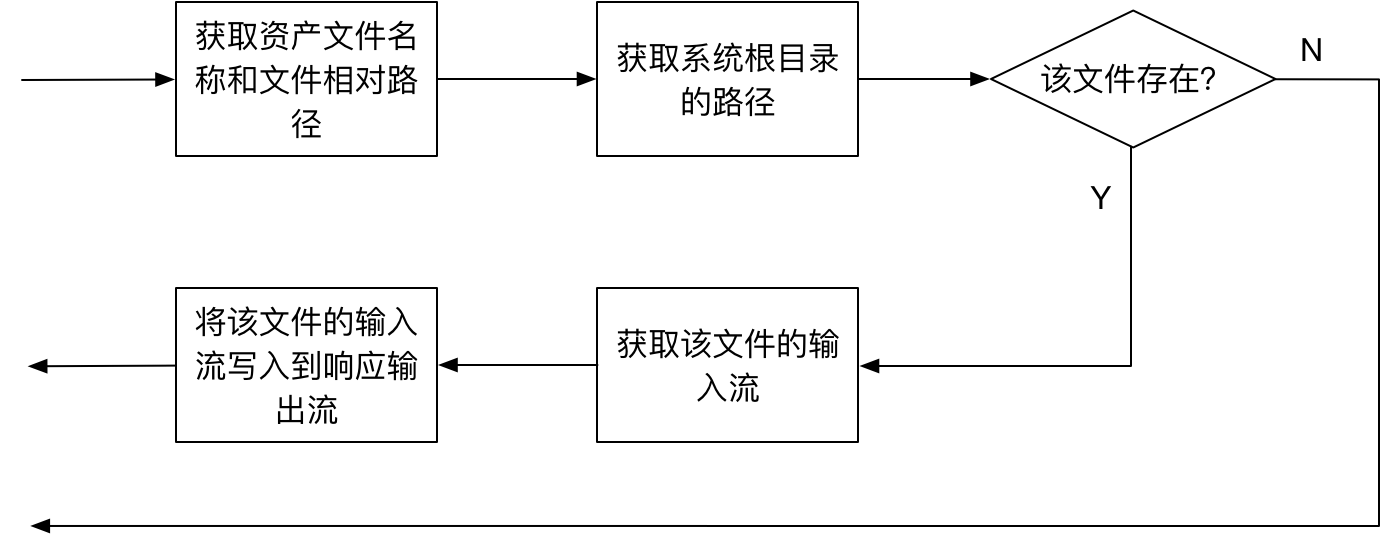 获取资产文件名
称和文件相对路
径
获取系统根目录
的路径
该文件存在?
N
Y
将该文件的输入
流写入到响应输
出流
获取该文件的输
入流